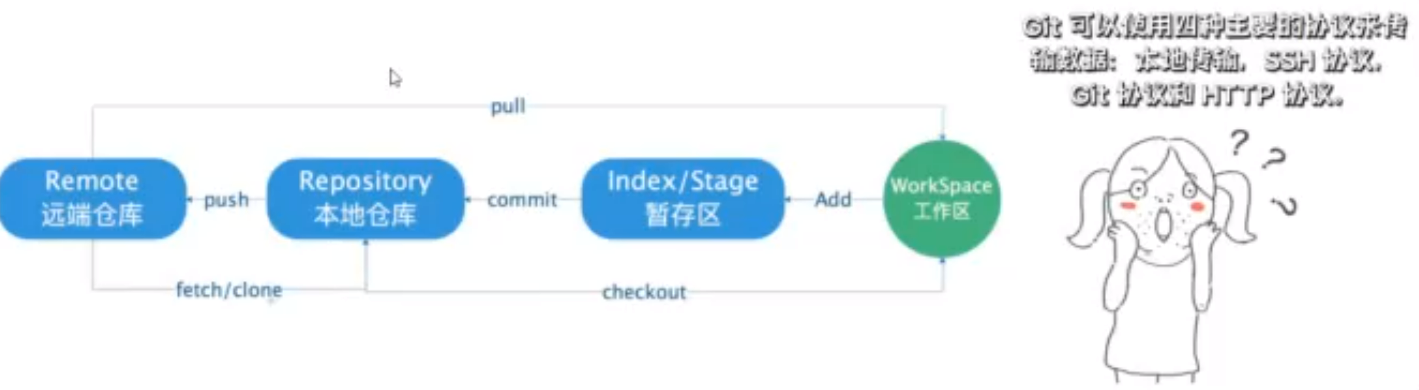 Git 可以使用四种主要的协议来传
输数据：本地传输，SSH 协议，
Git 协议和 HTTP 协议。
pull
Remote
远端仓库
push
Repository
本地仓库
commit
Index/Stage
暂存区
Add
WorkSpace
工作区
fetch/clone
checkout
? ? ?